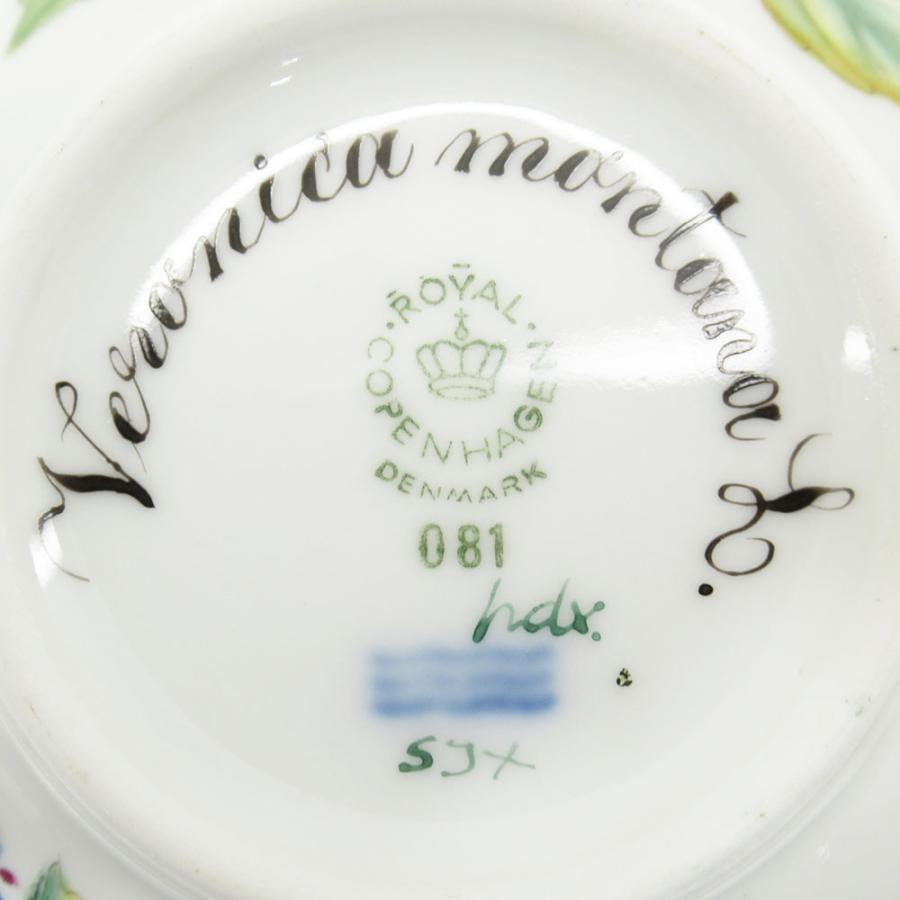 Veronica montana L.
ROYAL
COPENHAGEN
DENMARK
081
hdx.
SJX